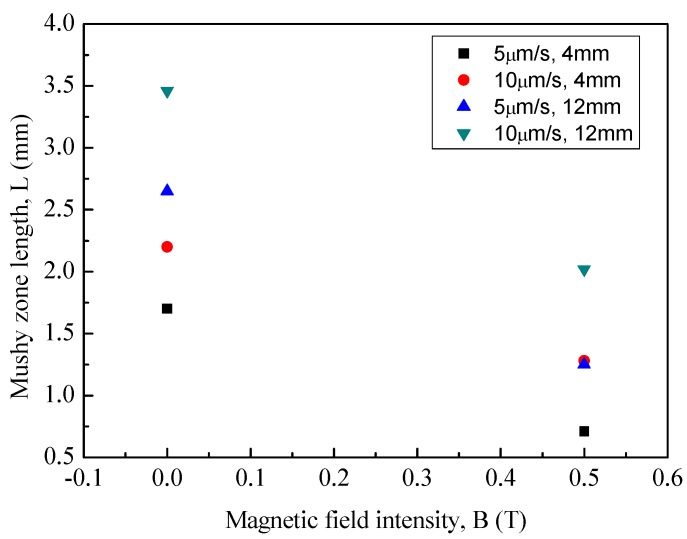 4.0
3.5
3.0
2.5
2.0
1.5
1.0
0.5
Mushy zone length, L (mm)
5μm/s, 4mm
10μm/s, 4mm
5μm/s, 12mm
10μm/s, 12mm
-0.1 0.0 0.1 0.2 0.3 0.4 0.5 0.6
Magnetic field intensity, B (T)